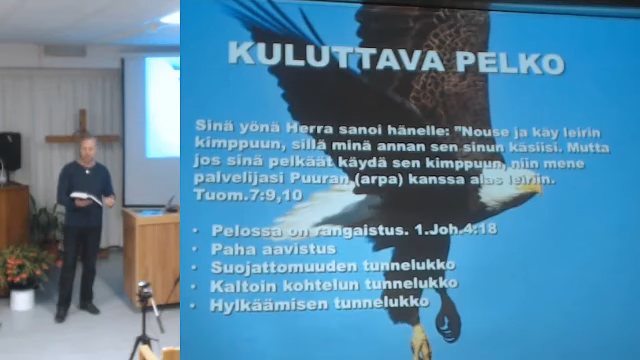 KULUTTAVA PELKO
Sinä yönä Herra sanoi hänelle: "Nouse ja käy leirin
kimppuun, sillä minä annan sen sinun käsiisi. Mutta
jos sinä pelkäät käydä sen kimppuun, niin mene
palvelijasi Puuran (arpa) kanssa alas leiriin.
Tuom.7:9,10
• Pelossa on rangaistus. 1.Joh.4:18
• Paha aavistus
• Suojattomuuden tunnelukko
• Kaltoin kohtelun tunnelukko
• Hylkäämisen tunnelukko